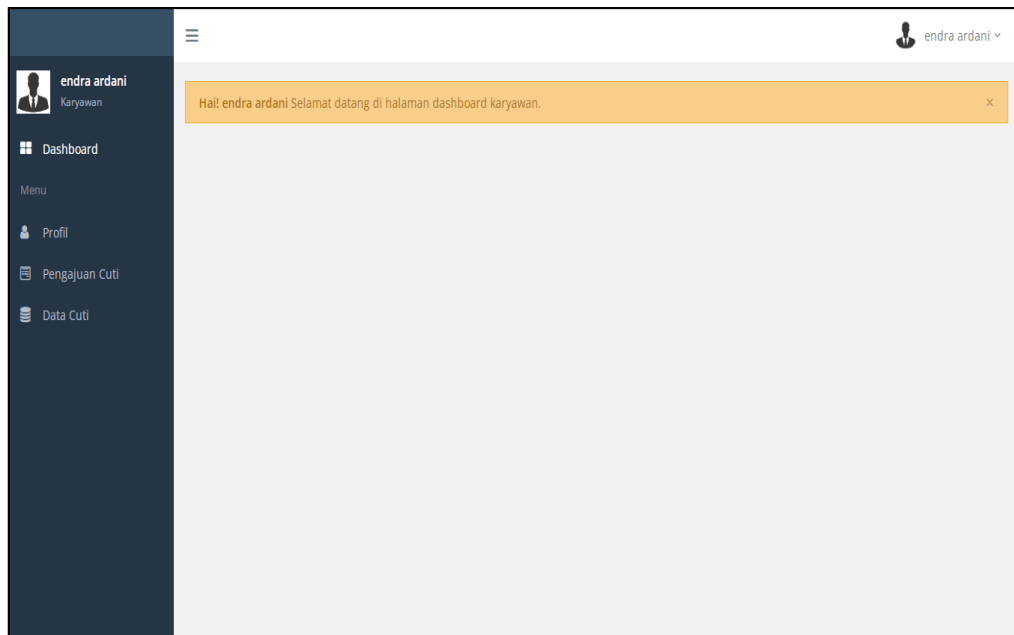 endra ardani
endra ardani
Karyawan
Hai! endra ardani Selamat datang di halaman dashboard karyawan.
x
Dashboard
Menu
Profil
Pengajuan Cuti
Data Cuti